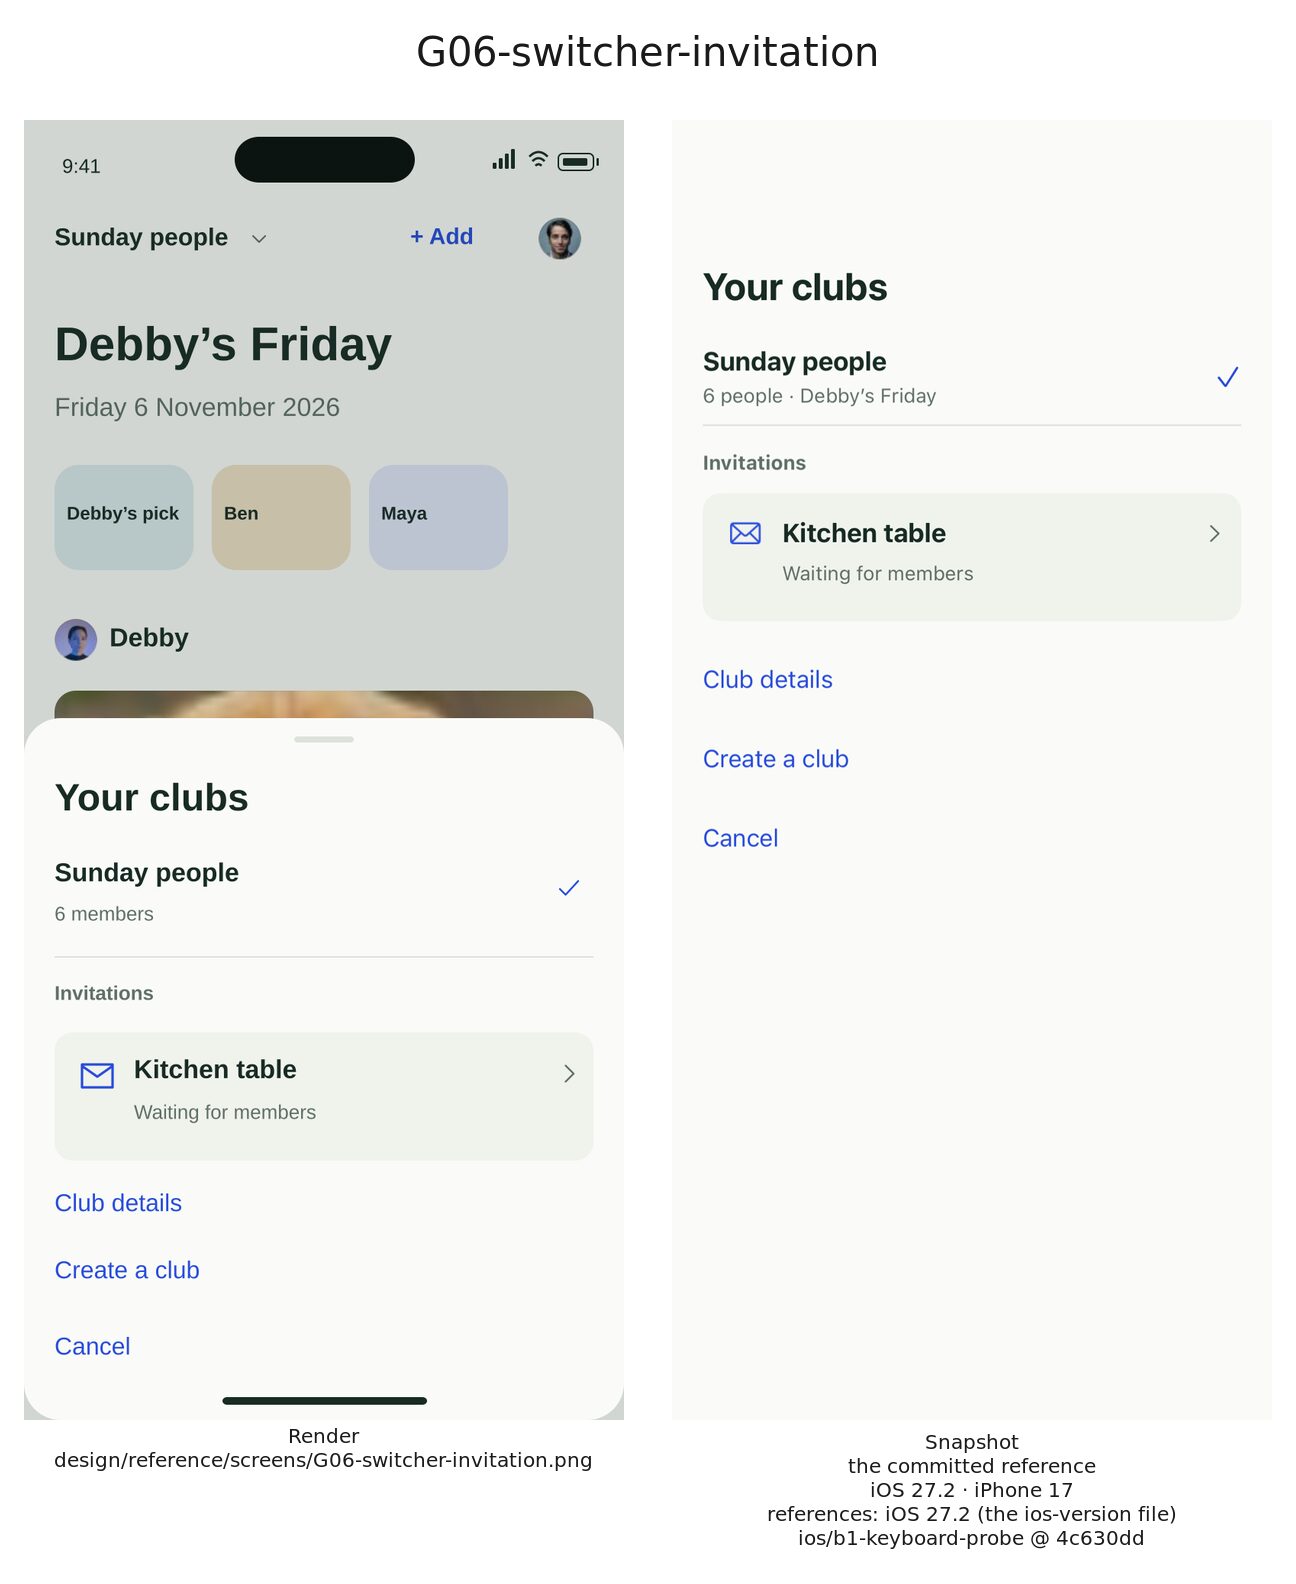 G06-switcher-invitation
9:41
Sunday people
+ Add
Debby’s Friday
Friday 6 November 2026
Debby’s pick
Ben
Maya
Debby
Your clubs
Sunday people
6 members
Invitations
Kitchen table
Waiting for members
Club details
Create a club
Cancel
Render
design/reference/screens/G06-switcher-invitation.png
Your clubs
Sunday people
6 people · Debby’s Friday
Invitations
Kitchen table
Waiting for members
Club details
Create a club
Cancel
Snapshot
the committed reference
iOS 27.2 · iPhone 17
references: iOS 27.2 (the ios-version file)
ios/b1-keyboard-probe @ 4c630dd